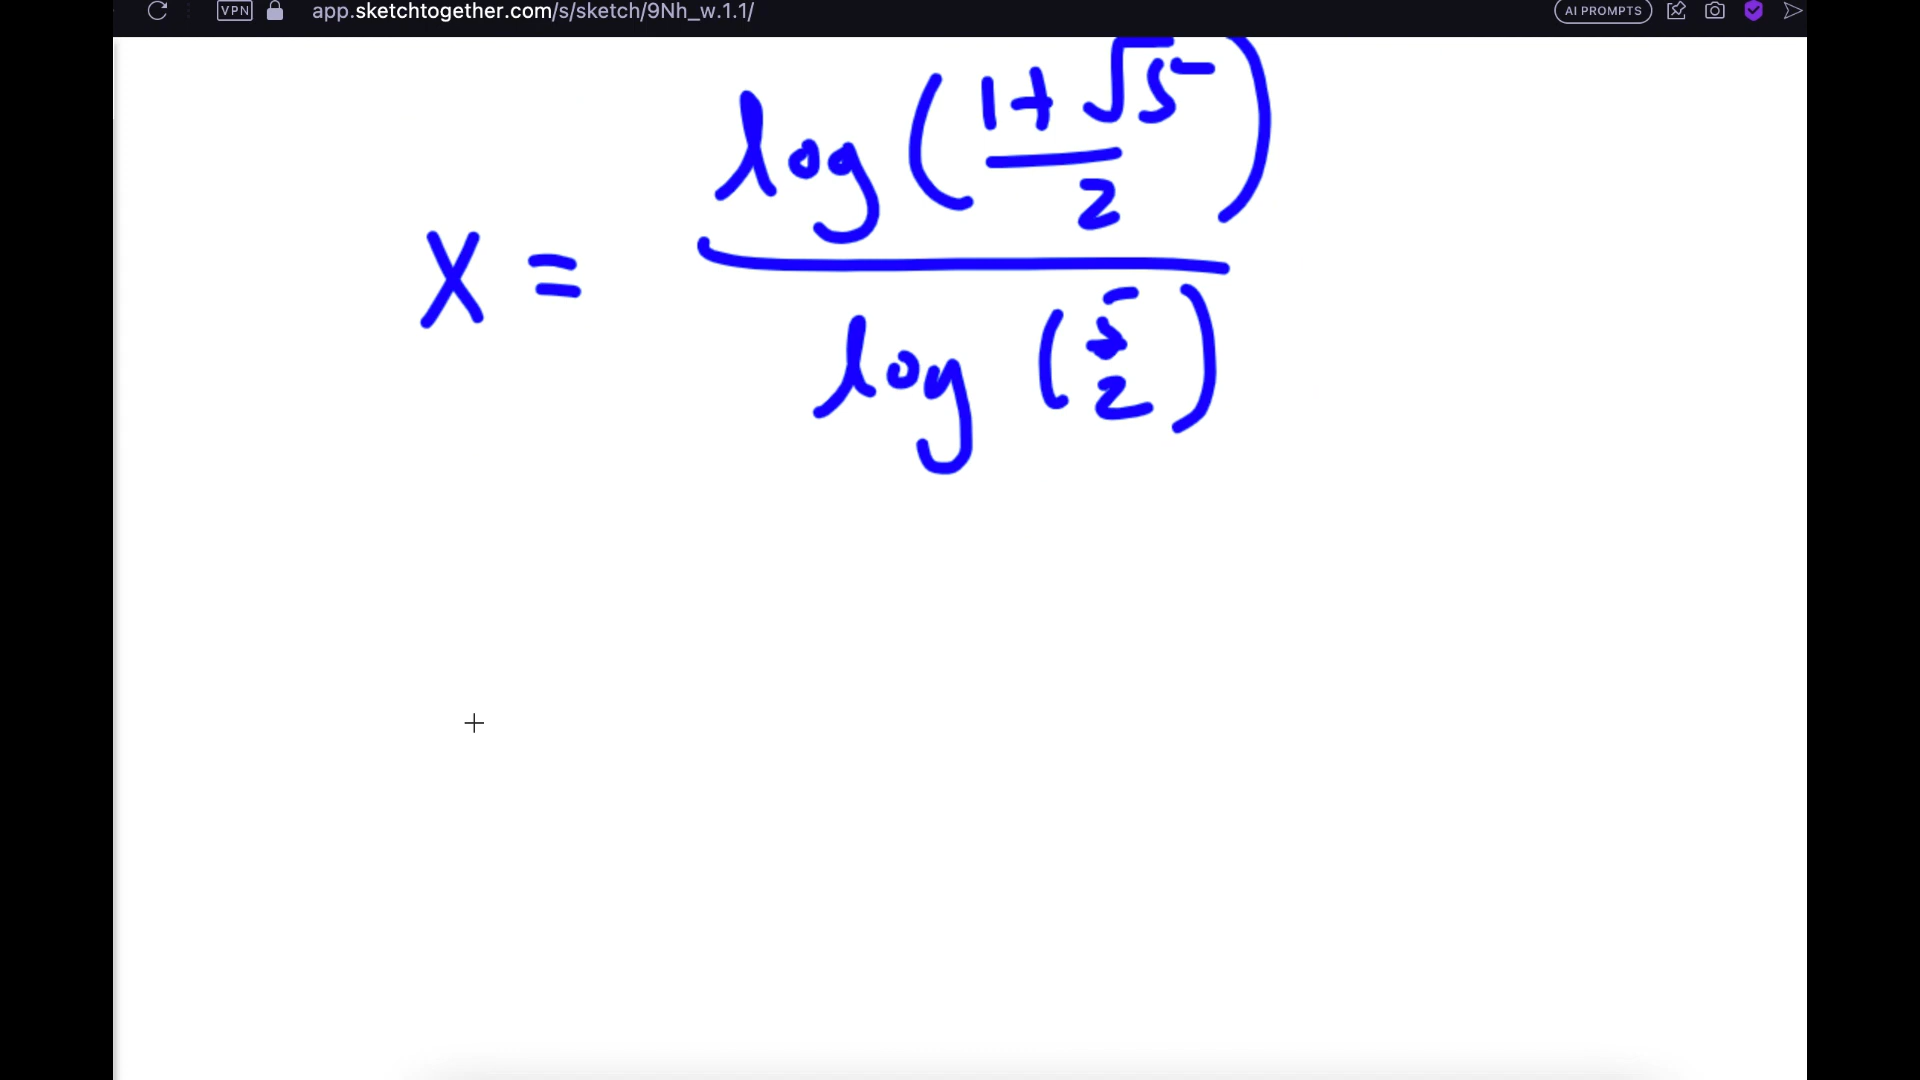 VPN app.sketchtogether.com/s/sketch/9Nh_w.1.1/ AI PROMPTS
log(1+√5/2)
X =
log(5/2)